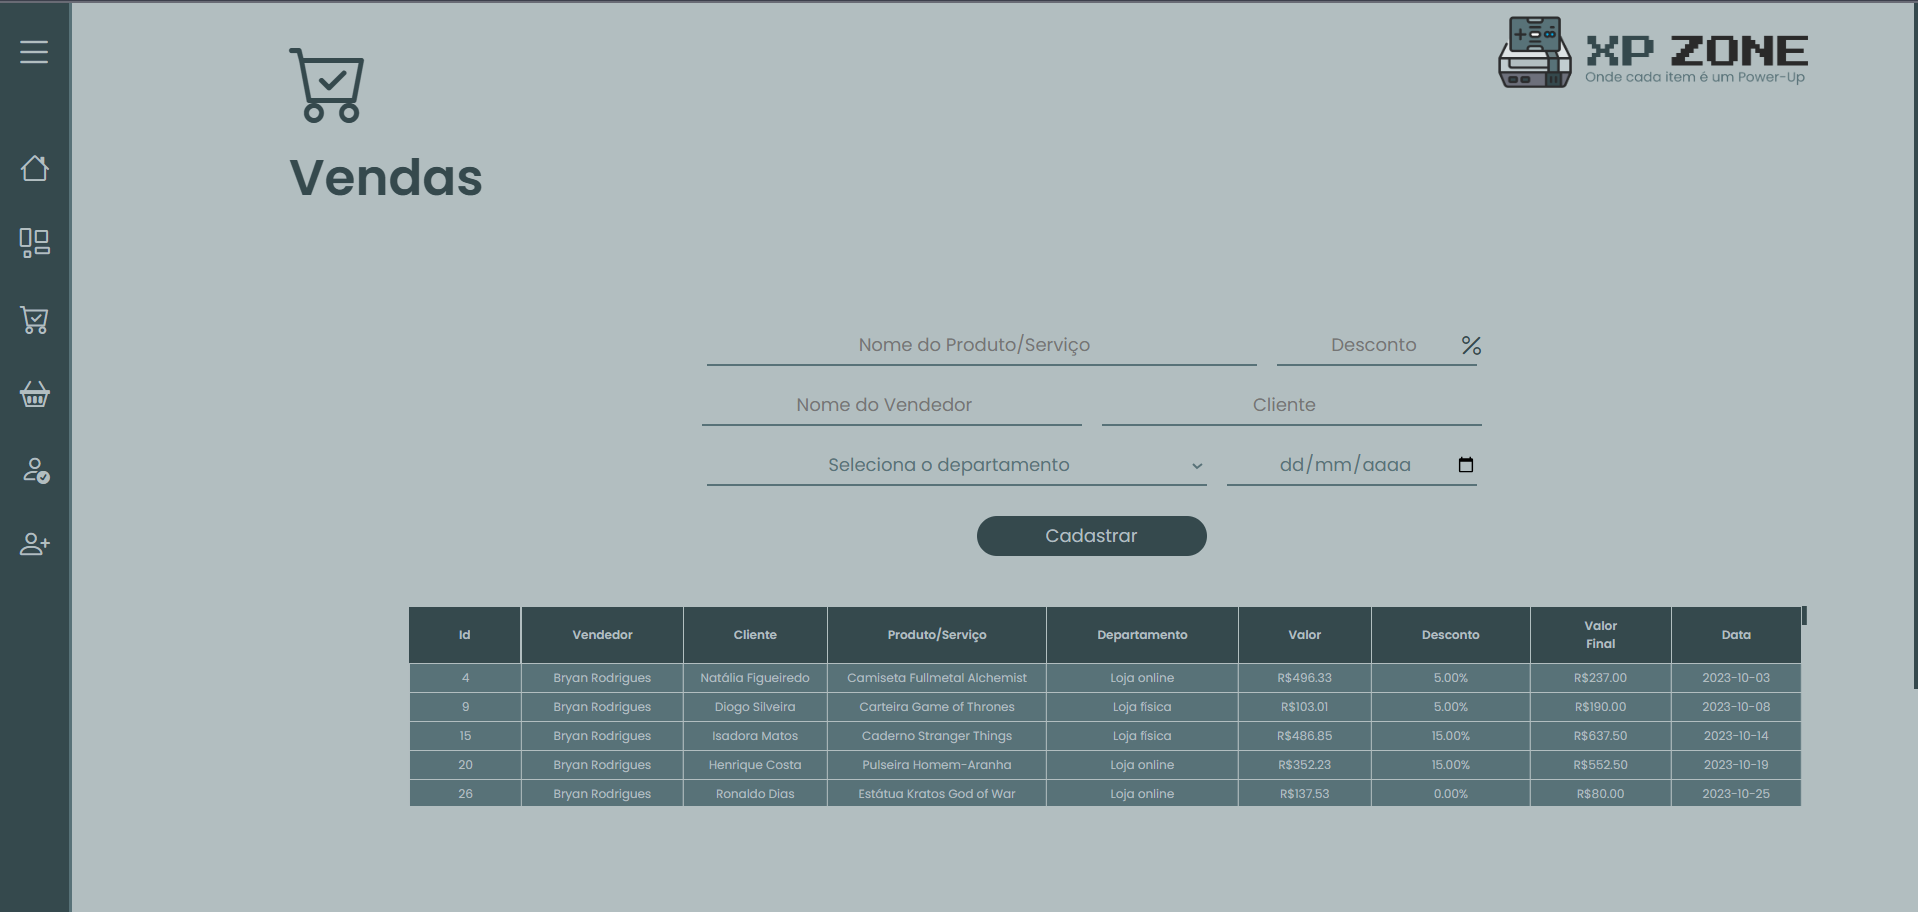 XP ZONE
Onde cada item é um Power-Up
Vendas
Nome do Produto/Serviço Desconto %
Nome do Vendedor Cliente
Seleciona o departamento dd/mm/aaaa
Cadastrar
Id Vendedor Cliente Produto/Serviço Departamento Valor Desconto Valor Final Data
4 Bryan Rodrigues Natália Figueiredo Camiseta Fullmetal Alchemist Loja online R$496.33 5.00% R$237.00 2023-10-03
9 Bryan Rodrigues Diogo Silveira Carteira Game of Thrones Loja física R$103.01 5.00% R$190.00 2023-10-08
15 Bryan Rodrigues Isadora Matos Caderno Stranger Things Loja física R$486.85 15.00% R$637.50 2023-10-14
20 Bryan Rodrigues Henrique Costa Pulseira Homem-Aranha Loja online R$352.23 15.00% R$552.50 2023-10-19
26 Bryan Rodrigues Ronaldo Dias Estátua Kratos God of War Loja online R$137.53 0.00% R$80.00 2023-10-25